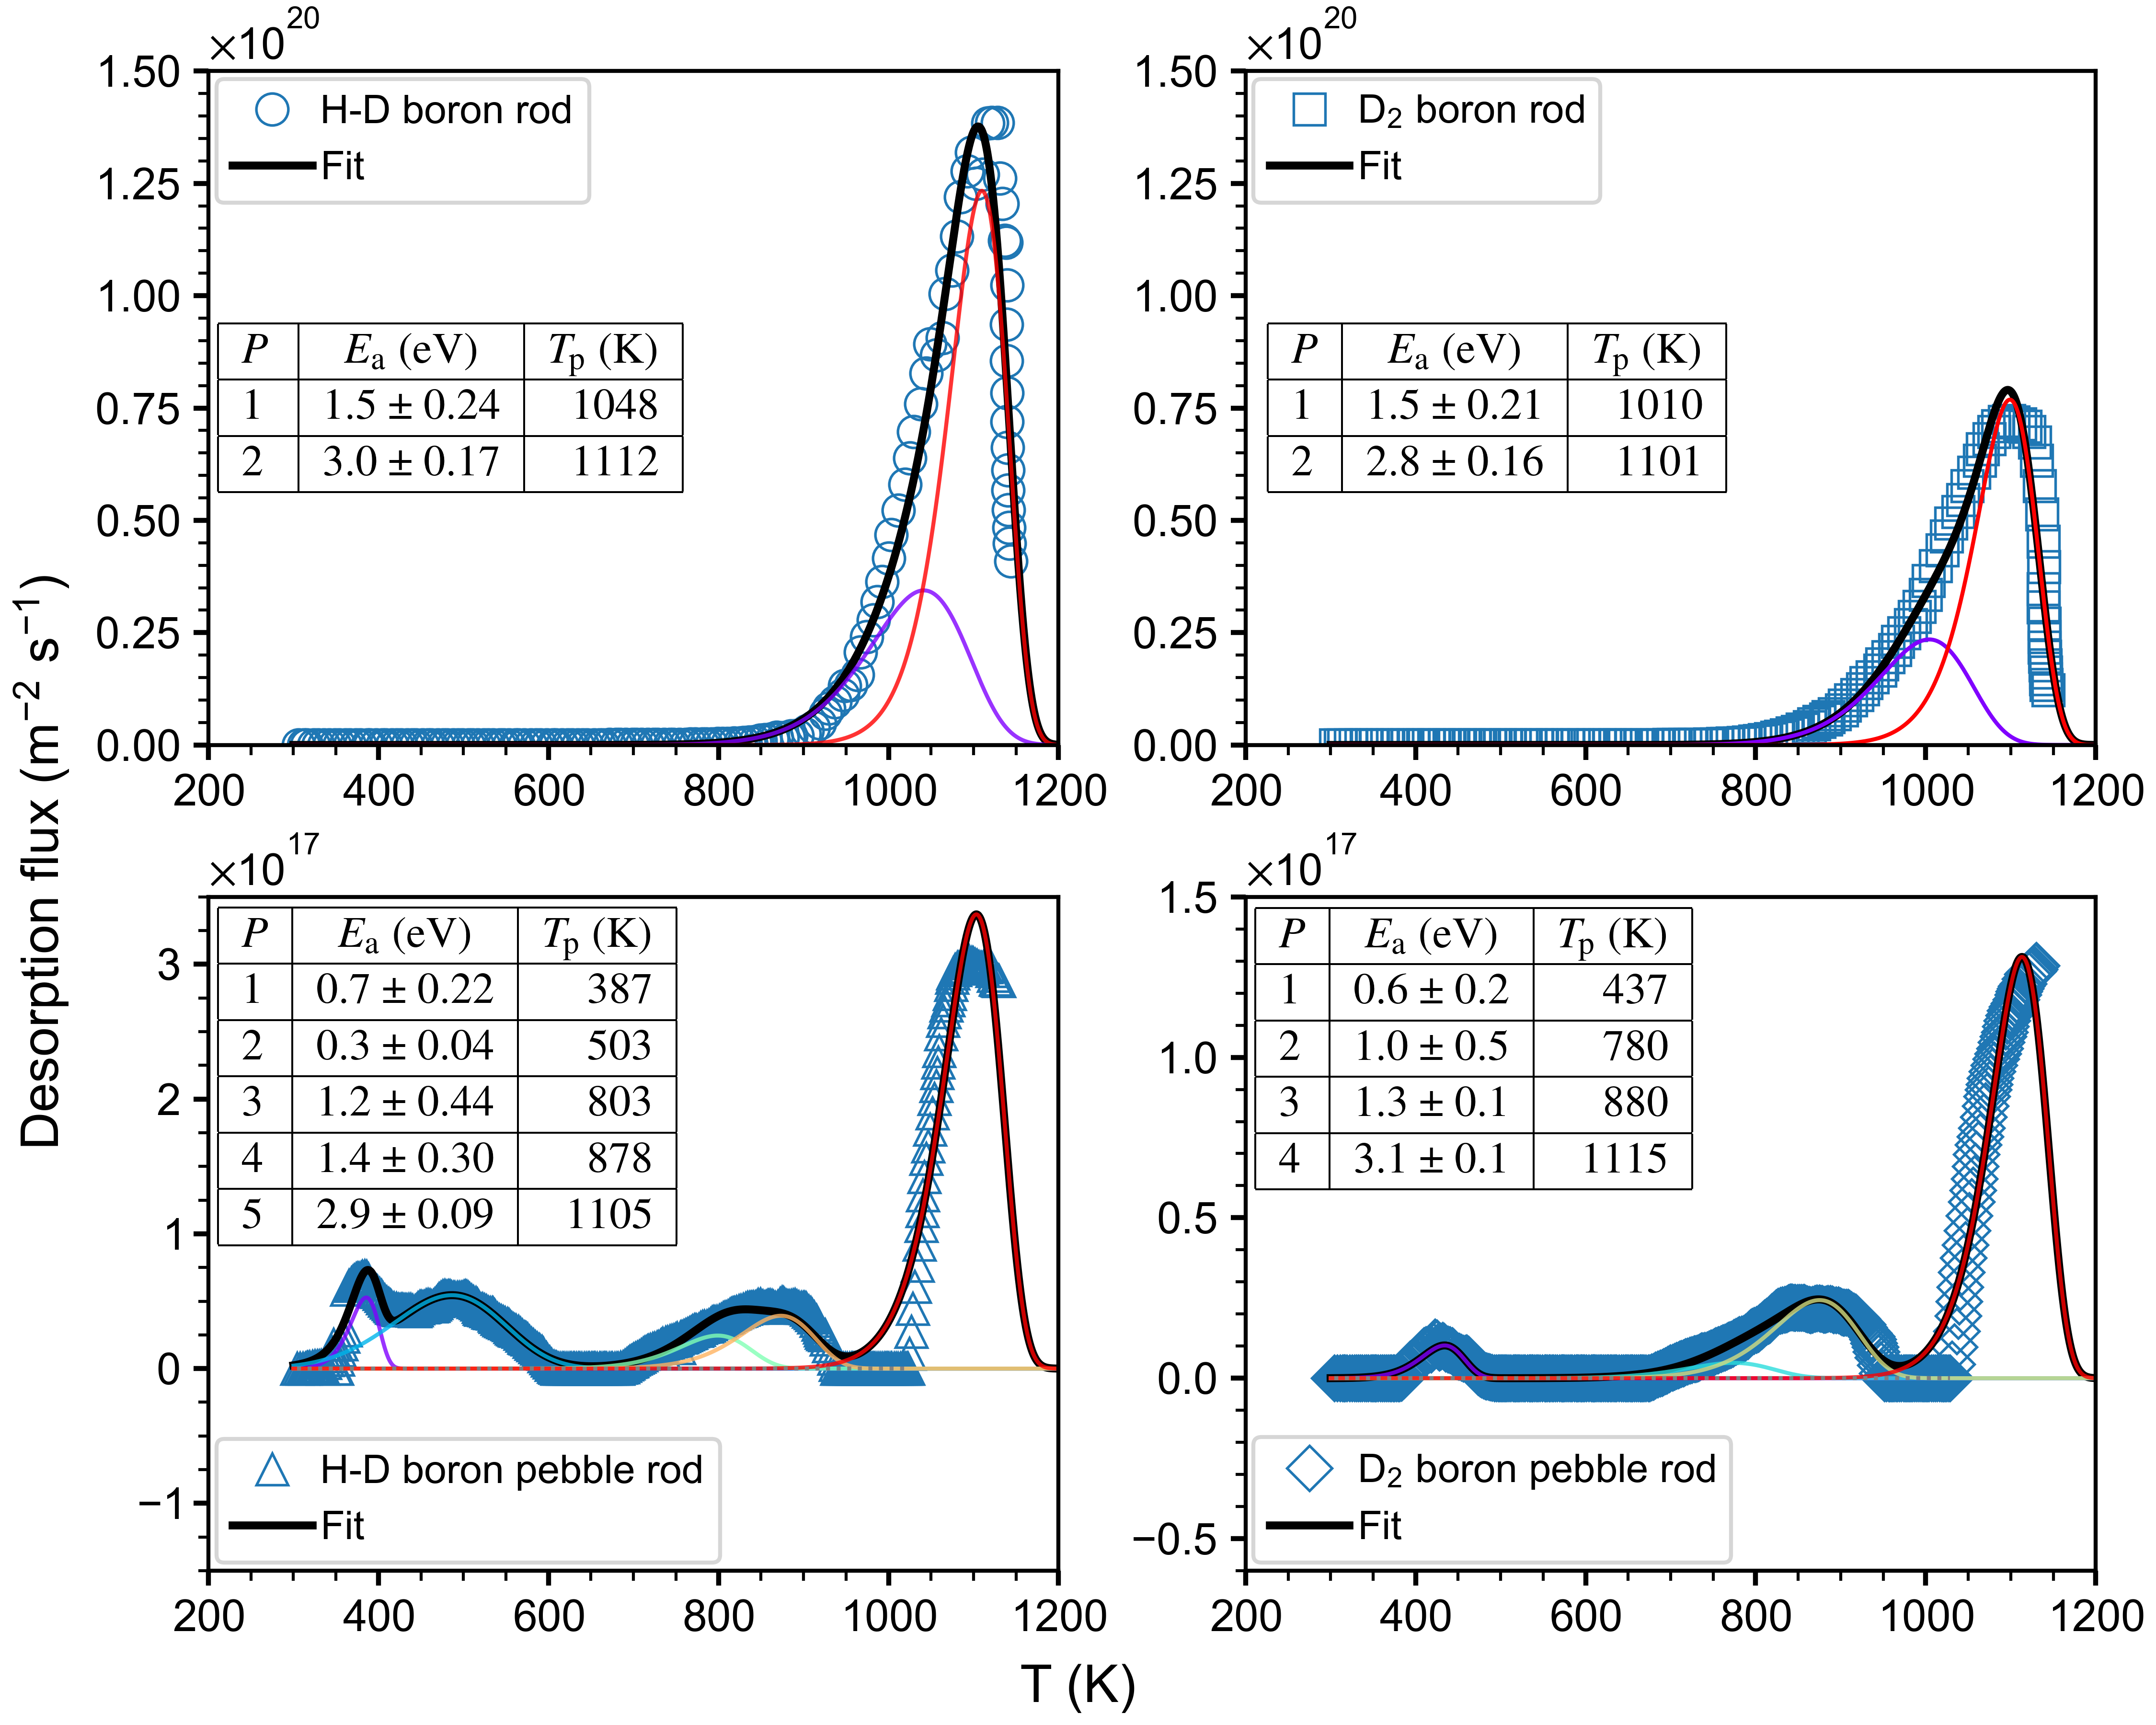 ×10^20
1.50
1.25
1.00
0.75
0.50
0.25
0.00
200 400 600 800 1000 1200
H-D boron rod
Fit
P E_a (eV) T_p (K)
1 1.5 ± 0.24 1048
2 3.0 ± 0.17 1112
×10^20
1.50
1.25
1.00
0.75
0.50
0.25
0.00
200 400 600 800 1000 1200
D₂ boron rod
Fit
P E_a (eV) T_p (K)
1 1.5 ± 0.21 1010
2 2.8 ± 0.16 1101
Desorption flux (m⁻² s⁻¹)
×10^17
3
2
1
0
−1
200 400 600 800 1000 1200
P E_a (eV) T_p (K)
1 0.7 ± 0.22 387
2 0.3 ± 0.04 503
3 1.2 ± 0.44 803
4 1.4 ± 0.30 878
5 2.9 ± 0.09 1105
H-D boron pebble rod
Fit
×10^17
1.5
1.0
0.5
0.0
−0.5
200 400 600 800 1000 1200
P E_a (eV) T_p (K)
1 0.6 ± 0.2 437
2 1.0 ± 0.5 780
3 1.3 ± 0.1 880
4 3.1 ± 0.1 1115
D₂ boron pebble rod
Fit
T (K)